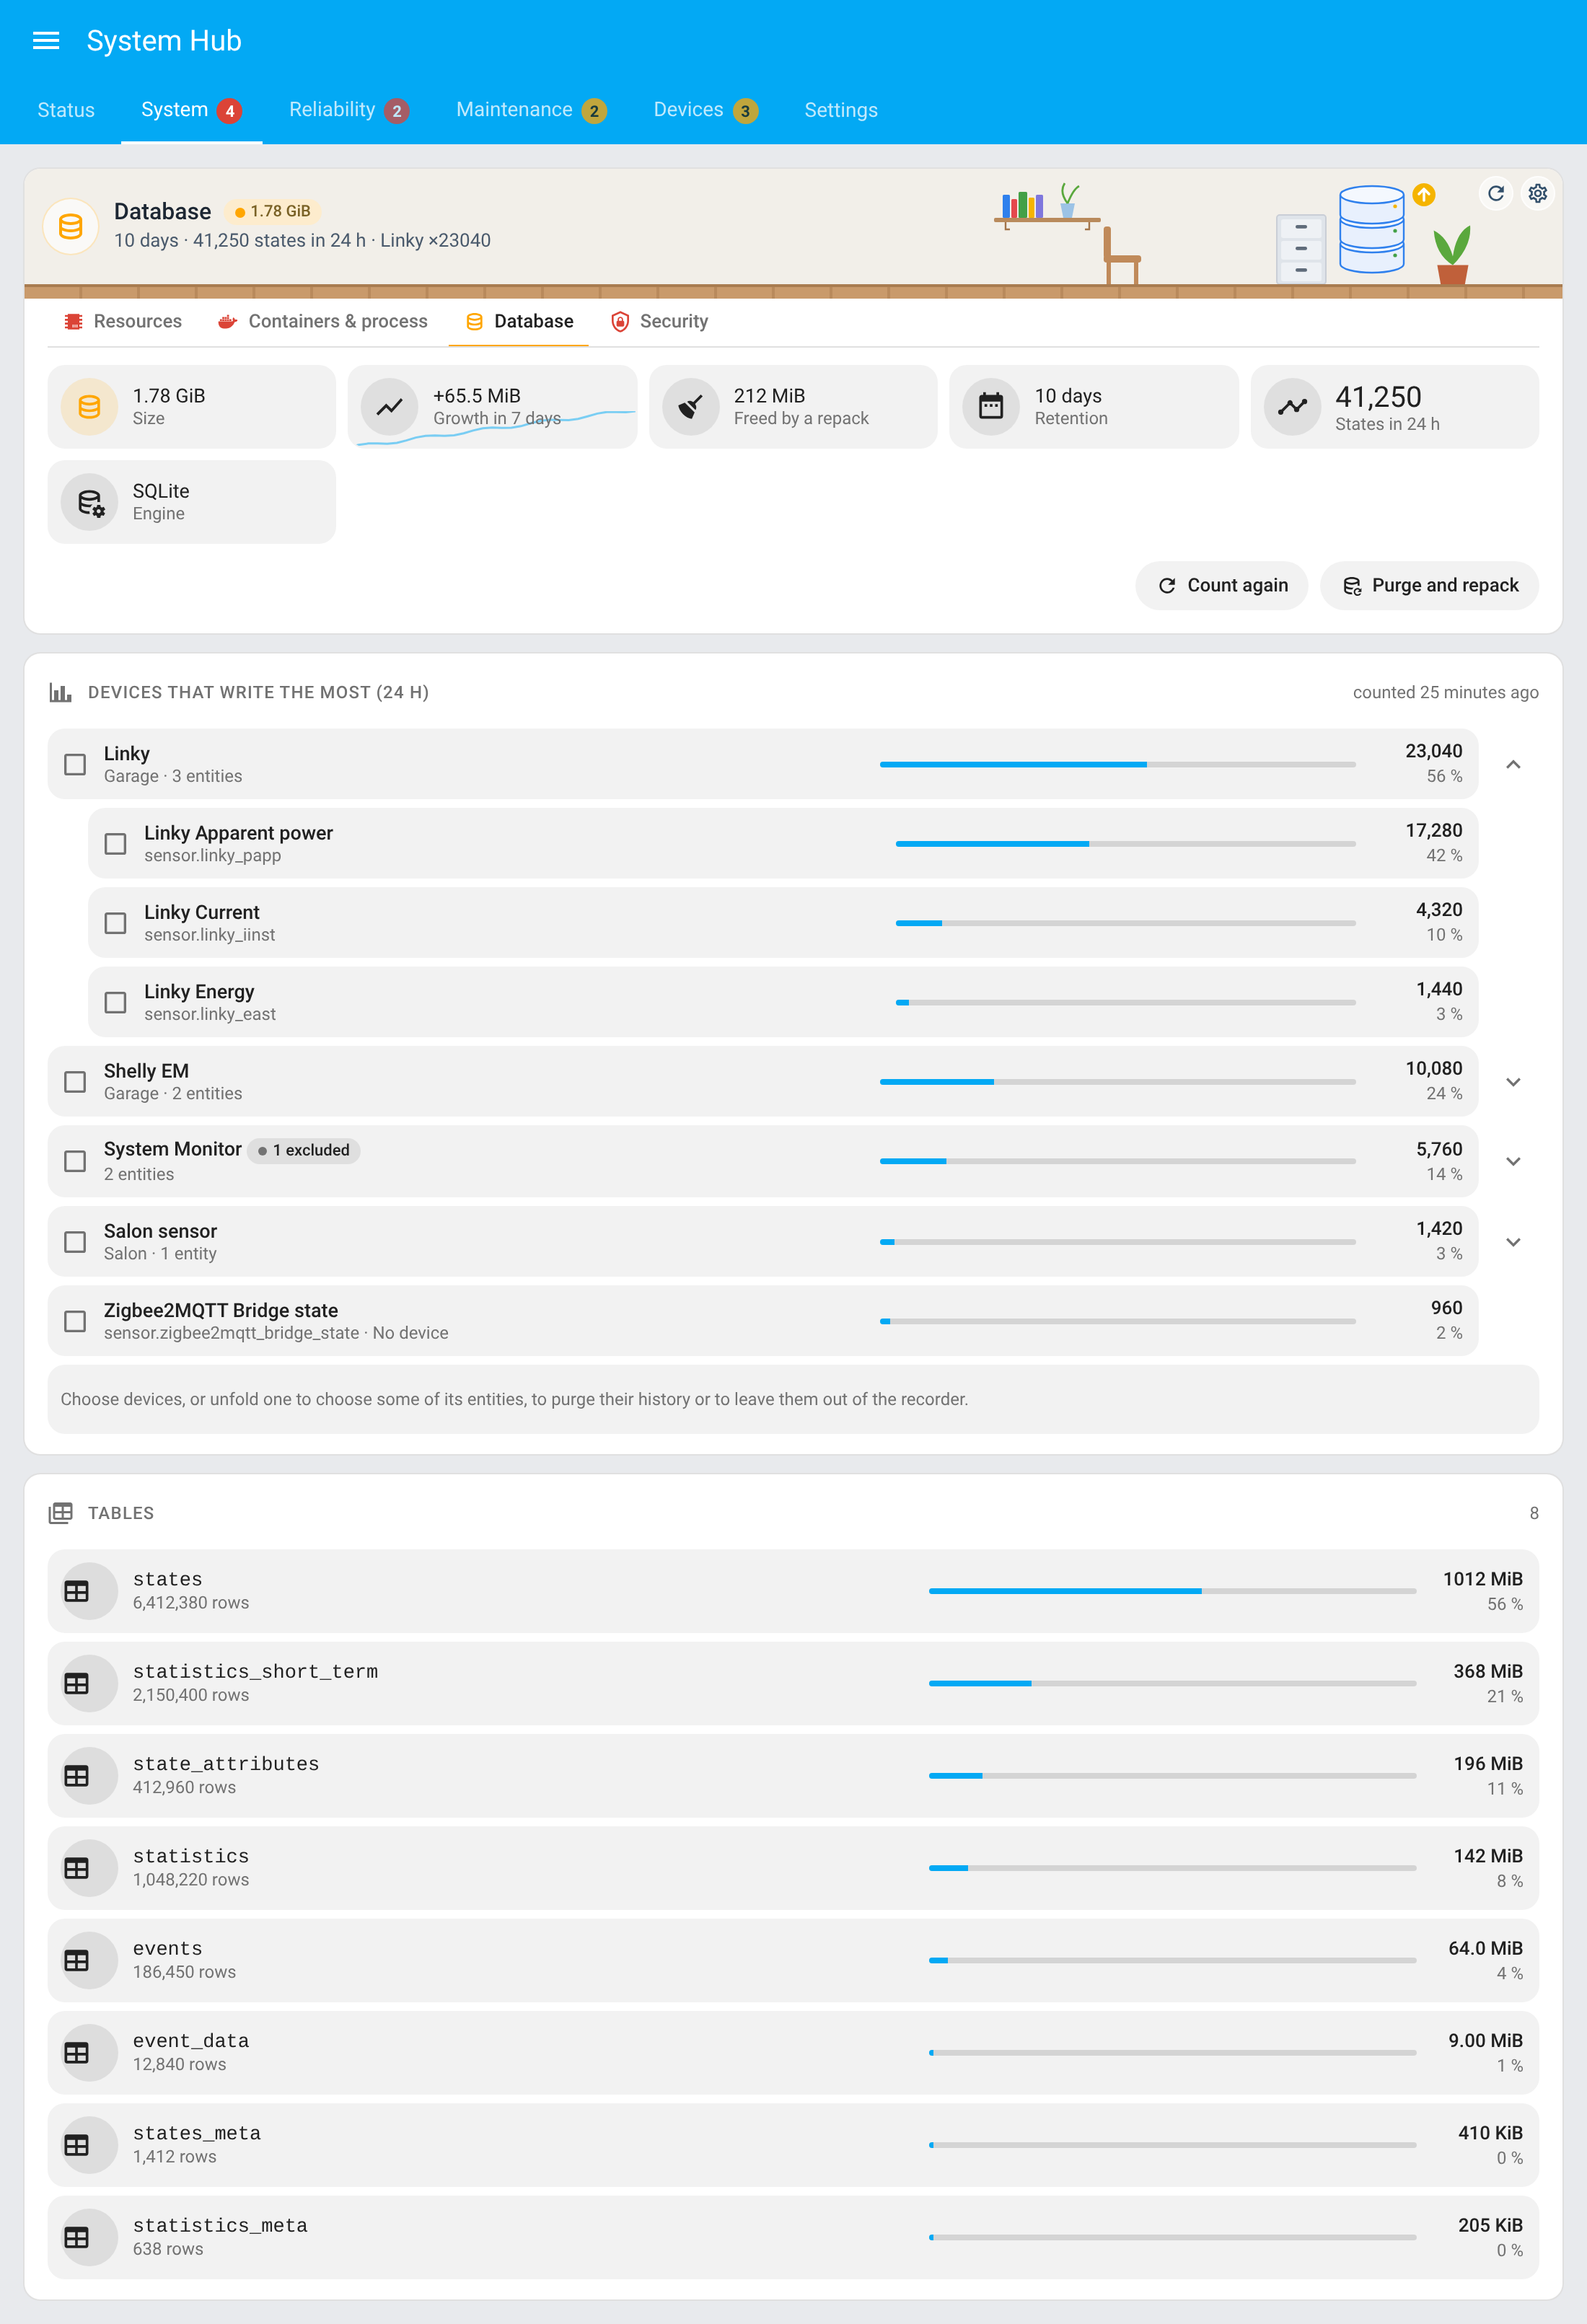 System Hub
Status
System 4
Reliability 2
Maintenance 2
Devices 3
Settings
Database 1.78 GiB
10 days · 41,250 states in 24 h · Linky ×23040
Resources
Containers & process
Database
Security
1.78 GiB
Size
+65.5 MiB
Growth in 7 days
212 MiB
Freed by a repack
10 days
Retention
41,250
States in 24 h
SQLite
Engine
Count again
Purge and repack
DEVICES THAT WRITE THE MOST (24 H)
counted 25 minutes ago
Linky
Garage · 3 entities
23,040
56 %
Linky Apparent power
sensor.linky_papp
17,280
42 %
Linky Current
sensor.linky_iinst
4,320
10 %
Linky Energy
sensor.linky_east
1,440
3 %
Shelly EM
Garage · 2 entities
10,080
24 %
System Monitor 1 excluded
2 entities
5,760
14 %
Salon sensor
Salon · 1 entity
1,420
3 %
Zigbee2MQTT Bridge state
sensor.zigbee2mqtt_bridge_state · No device
960
2 %
Choose devices, or unfold one to choose some of its entities, to purge their history or to leave them out of the recorder.
TABLES
8
states
6,412,380 rows
1012 MiB
56 %
statistics_short_term
2,150,400 rows
368 MiB
21 %
state_attributes
412,960 rows
196 MiB
11 %
statistics
1,048,220 rows
142 MiB
8 %
events
186,450 rows
64.0 MiB
4 %
event_data
12,840 rows
9.00 MiB
1 %
states_meta
1,412 rows
410 KiB
0 %
statistics_meta
638 rows
205 KiB
0 %